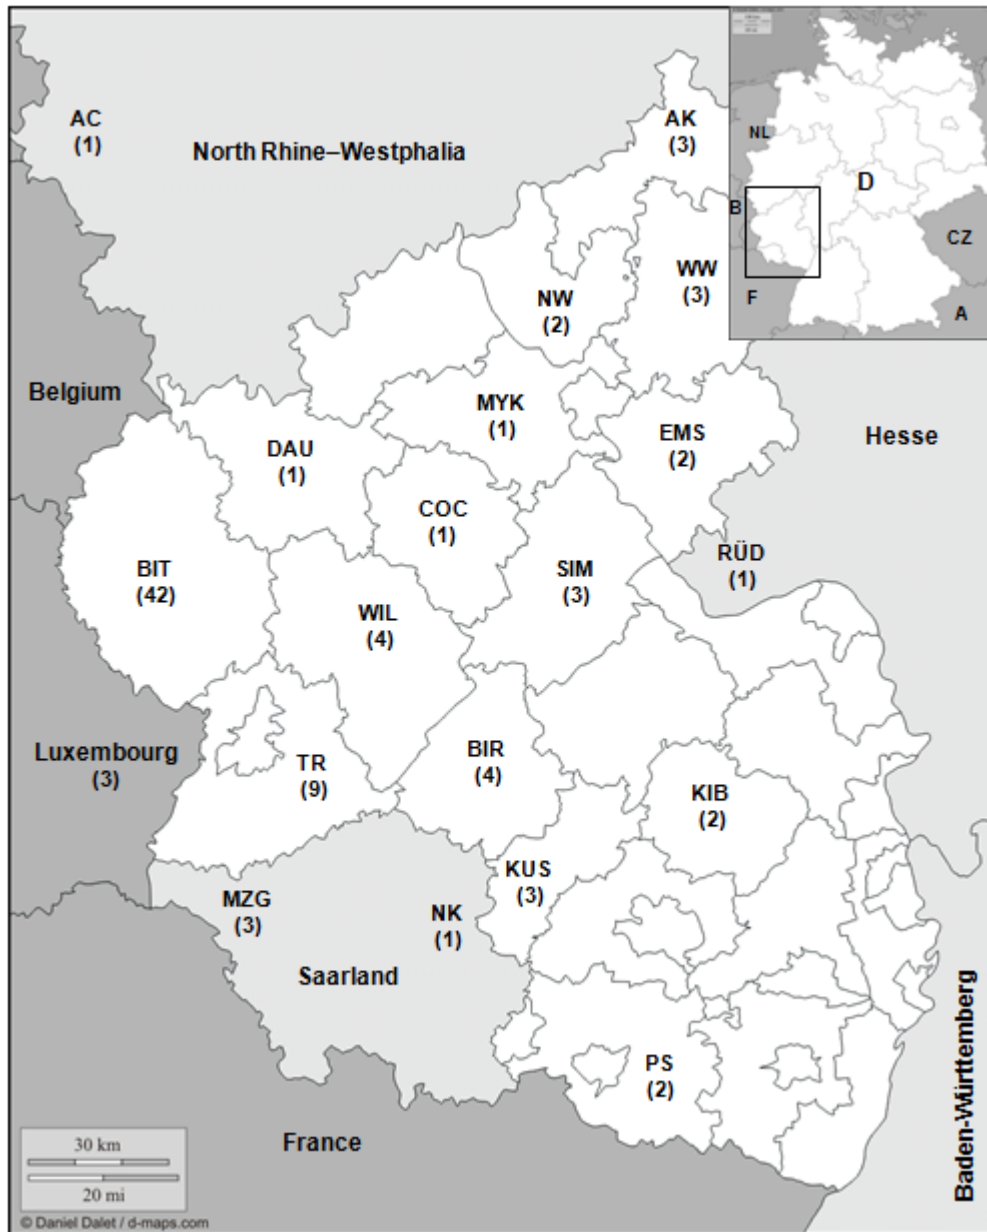 AC
(1)
North Rhine–Westphalia
AK
(3)
NL
D
B
CZ
F
A
WW
(3)
NW
(2)
Belgium
MYK
(1)
DAU
(1)
EMS
(2)
Hesse
COC
(1)
RÜD
(1)
BIT
(42)
SIM
(3)
WIL
(4)
Luxembourg
(3)
TR
(9)
BIR
(4)
KIB
(2)
KUS
(3)
MZG
(3)
NK
(1)
Saarland
Baden-Württemberg
PS
(2)
France
30 km
20 mi
© Daniel Dalet / d-maps.com